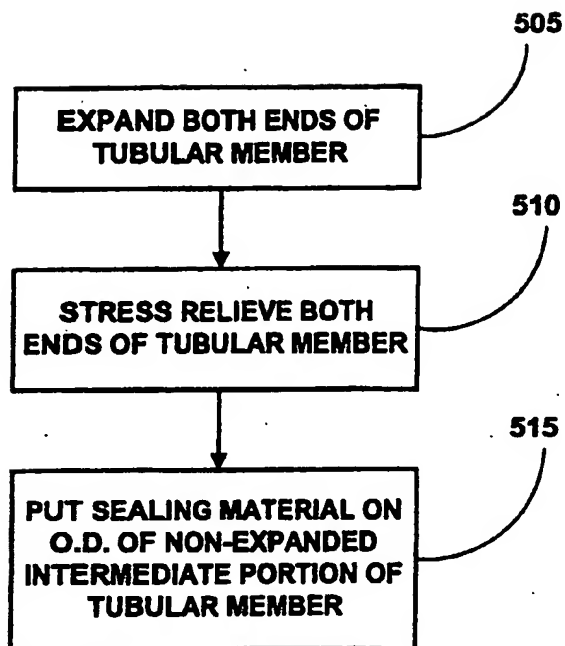 505
EXPAND BOTH ENDS OF
TUBULAR MEMBER
510
STRESS RELIEVE BOTH
ENDS OF TUBULAR MEMBER
515
PUT SEALING MATERIAL ON
O.D. OF NON-EXPANDED
INTERMEDIATE PORTION OF
TUBULAR MEMBER